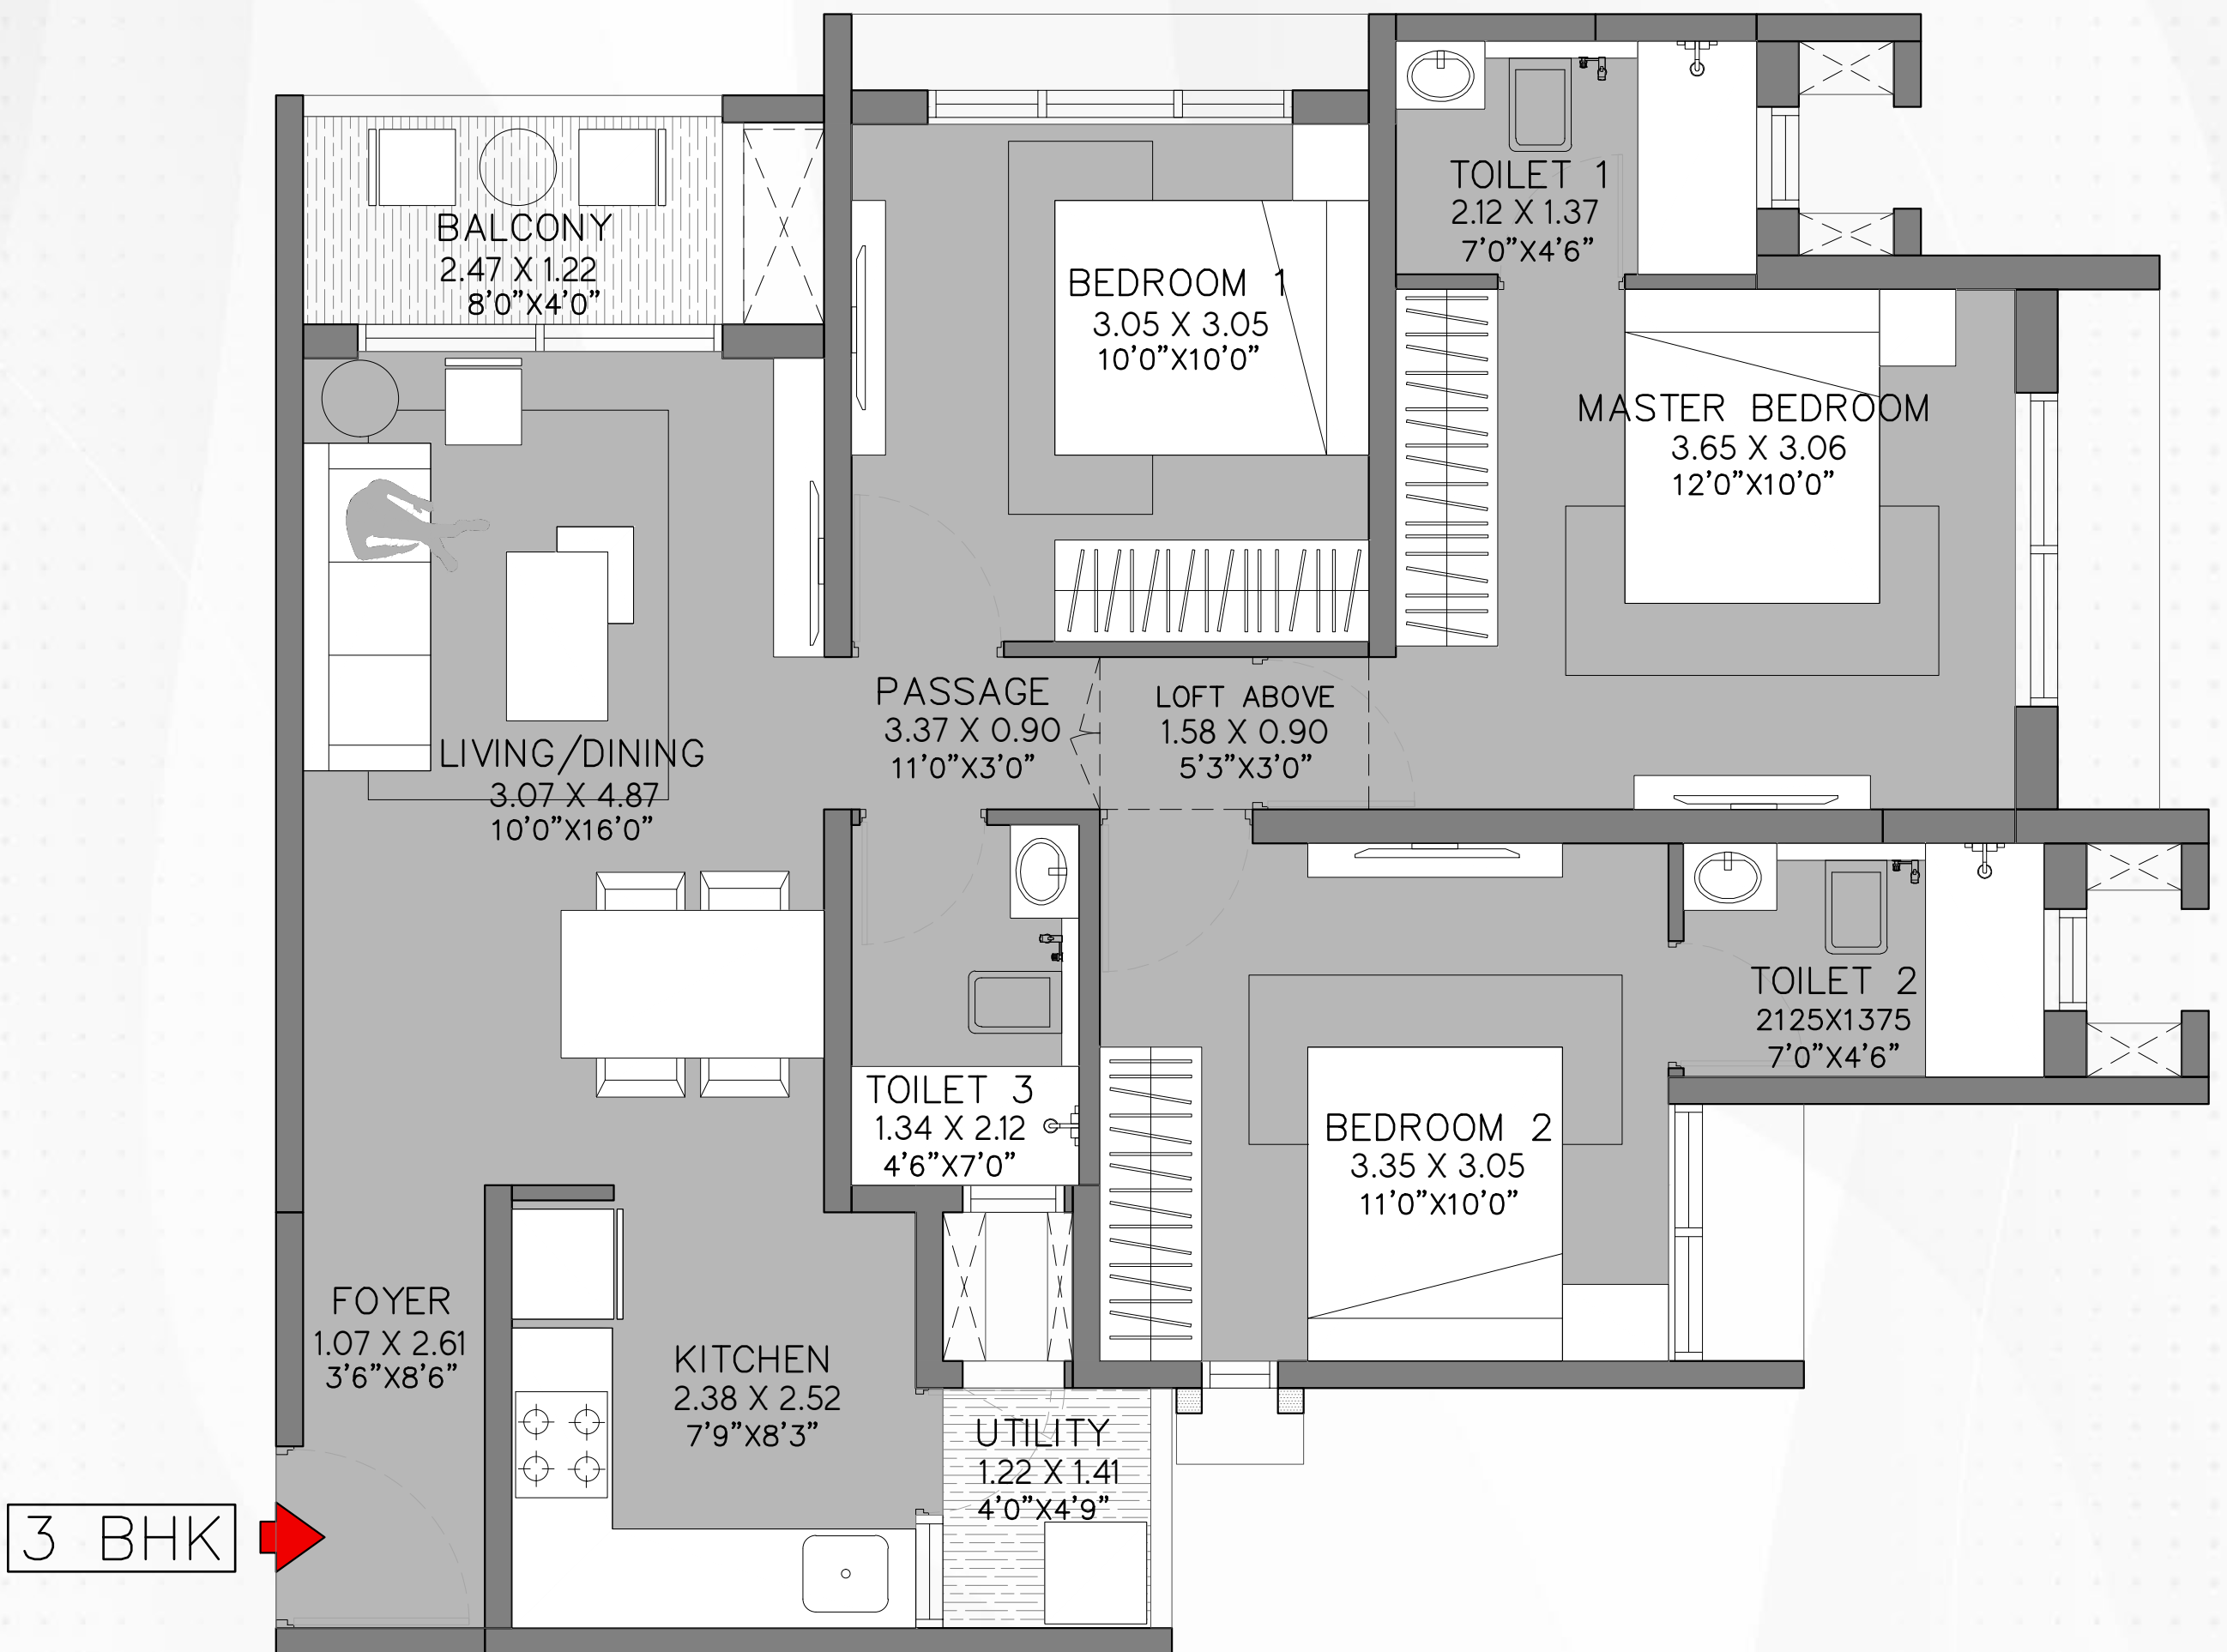 BALCONY
2.47 X 1.22
8'0”X4'0”
BEDROOM 1
3.05 X 3.05
10'0”X10'0”
TOILET 1
2.12 X 1.37
7'0”X4'6”
MASTER BEDROOM
3.65 X 3.06
12'0”X10'0”
LIVING/DINING
3.07 X 4.87
10'0”X16'0”
PASSAGE
3.37 X 0.90
11'0”X3'0”
LOFT ABOVE
1.58 X 0.90
5'3”X3'0”
TOILET 3
1.34 X 2.12
4'6”X7'0”
BEDROOM 2
3.35 X 3.05
11'0”X10'0”
TOILET 2
2125X1375
7'0”X4'6”
FOYER
1.07 X 2.61
3'6”X8'6”
KITCHEN
2.38 X 2.52
7'9”X8'3”
UTILITY
1.22 X 1.41
4'0”X4'9”
3 BHK